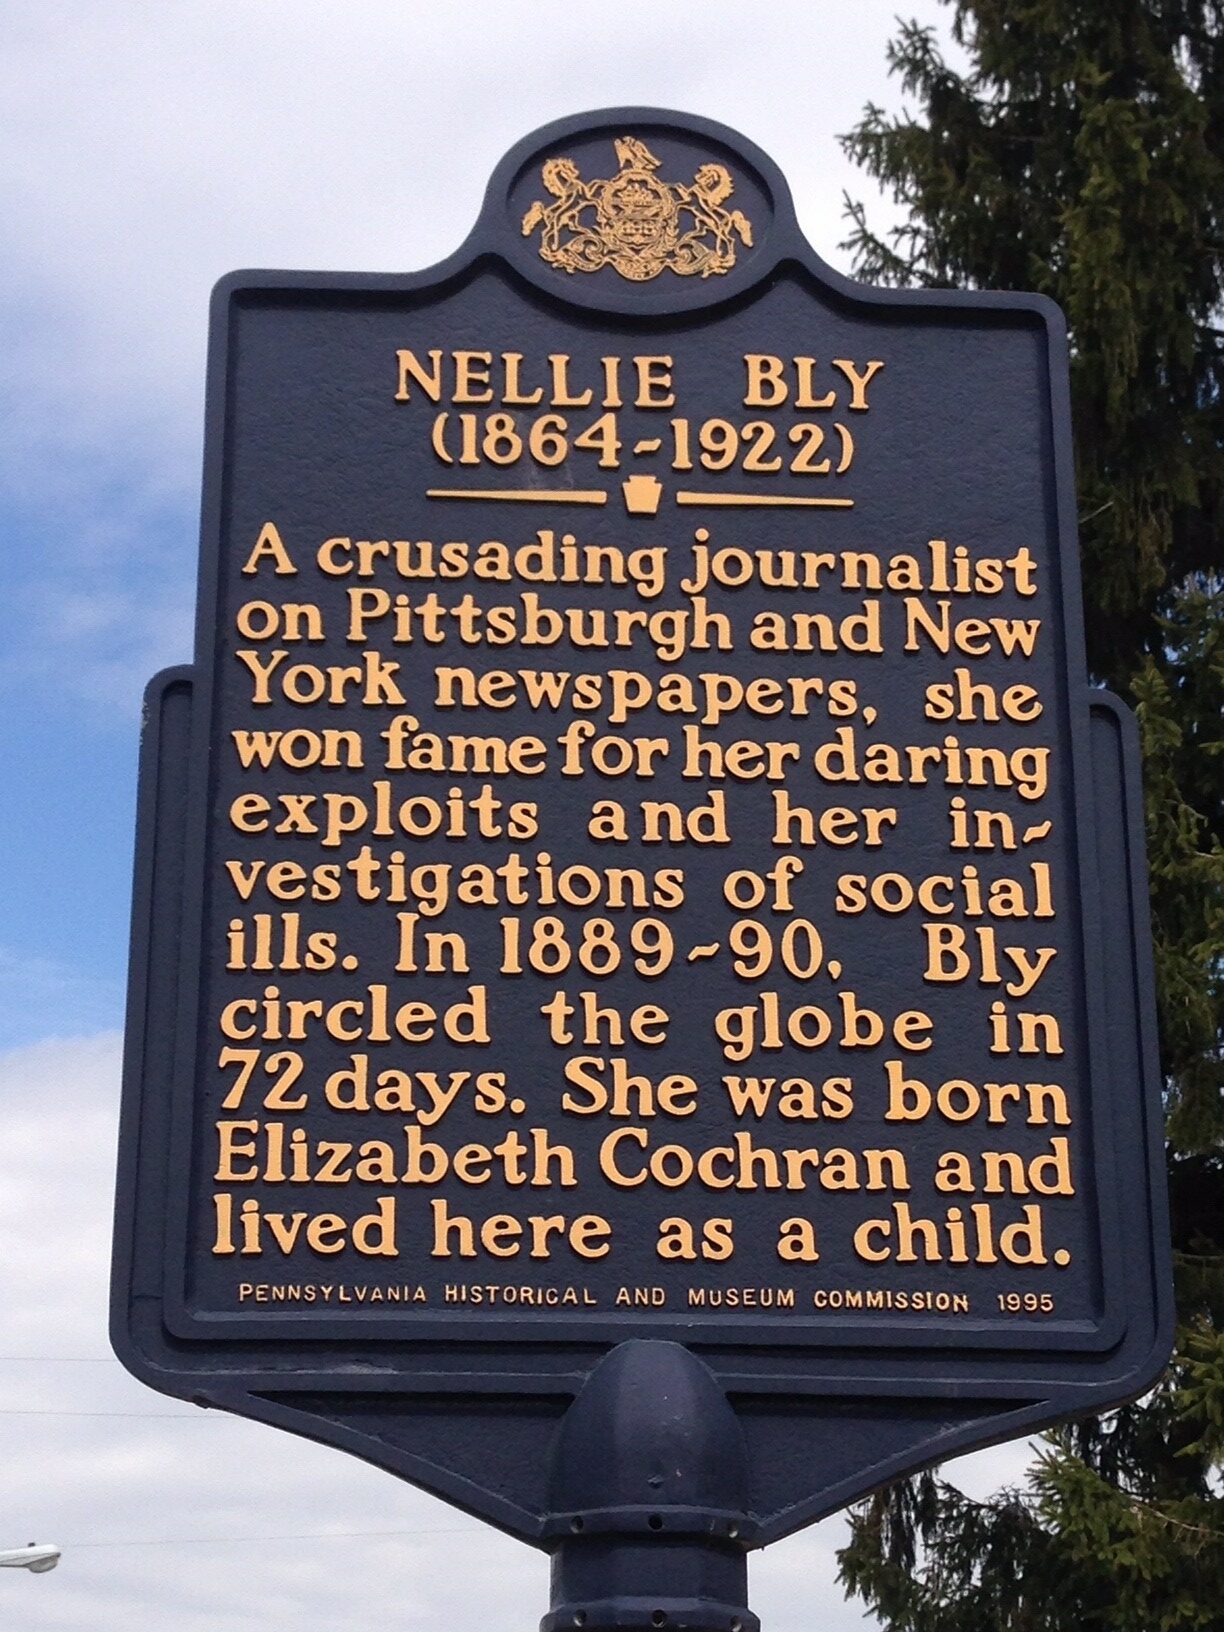 NELLIE BLY
(1864-1922)
A crusading journalist
on Pittsburgh and New
York newspapers, she
won fame for her daring
exploits and her in-
vestigations of social
ills. In 1889-90, Bly
circled the globe in
72 days. She was born
Elizabeth Cochran and
lived here as a child.
PENNSYLVANIA HISTORICAL AND MUSEUM COMMISSION 1995